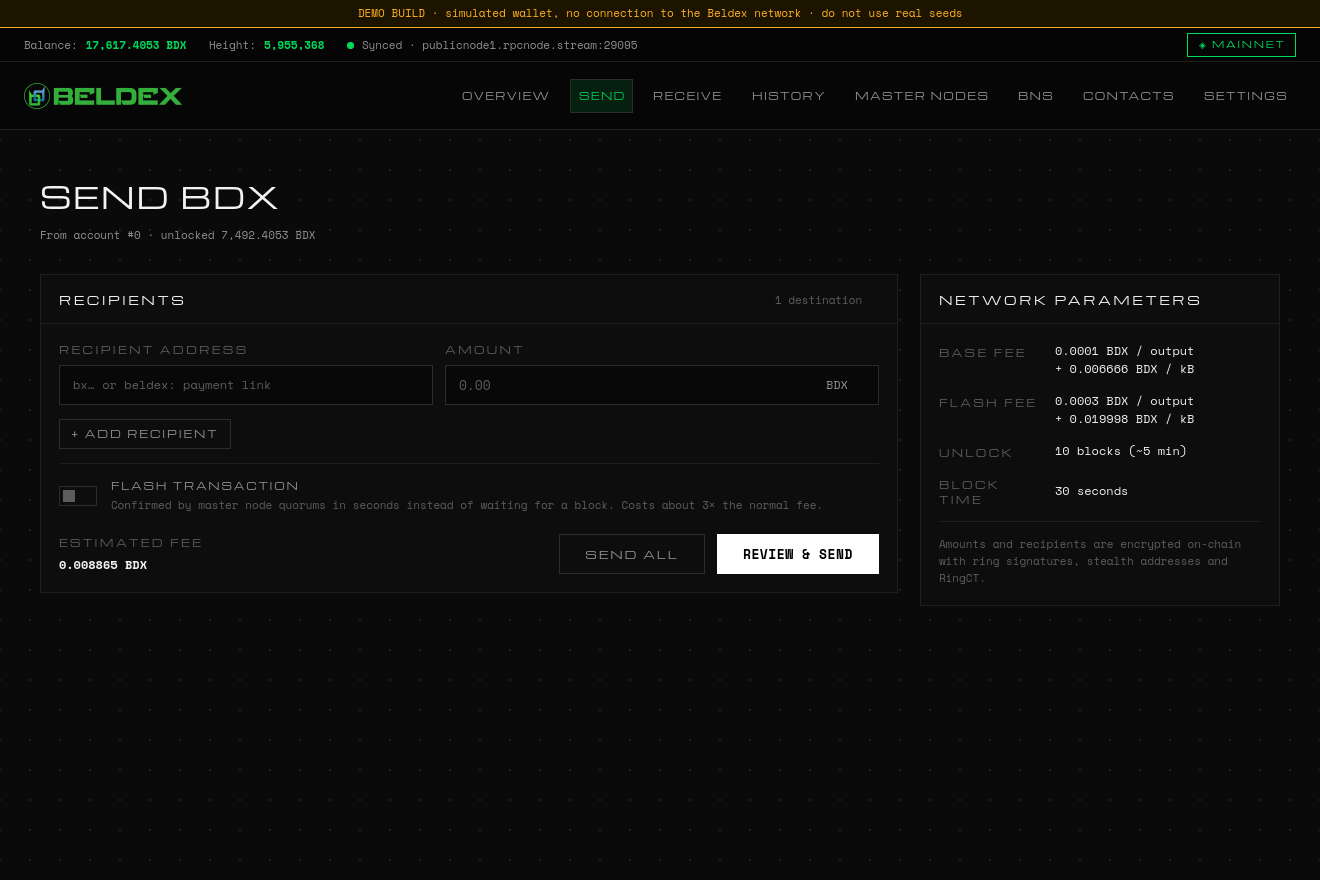 DEMO BUILD · simulated wallet, no connection to the Beldex network · do not use real seeds
Balance: 17,617.4053 BDX Height: 5,955,368 Synced · publicnode1.rpcnode.stream:29095 ◈ MAINNET
BELDEX OVERVIEW SEND RECEIVE HISTORY MASTER NODES BNS CONTACTS SETTINGS
SEND BDX
From account #0 · unlocked 7,492.4053 BDX
RECIPIENTS 1 destination
RECIPIENT ADDRESS AMOUNT
bx… or beldex: payment link 0.00 BDX
+ ADD RECIPIENT
FLASH TRANSACTION
Confirmed by master node quorums in seconds instead of waiting for a block. Costs about 3× the normal fee.
ESTIMATED FEE
0.008865 BDX
SEND ALL REVIEW & SEND
NETWORK PARAMETERS
BASE FEE 0.0001 BDX / output
+ 0.006666 BDX / kB
FLASH FEE 0.0003 BDX / output
+ 0.019998 BDX / kB
UNLOCK 10 blocks (~5 min)
BLOCK
TIME 30 seconds
Amounts and recipients are encrypted on-chain
with ring signatures, stealth addresses and
RingCT.